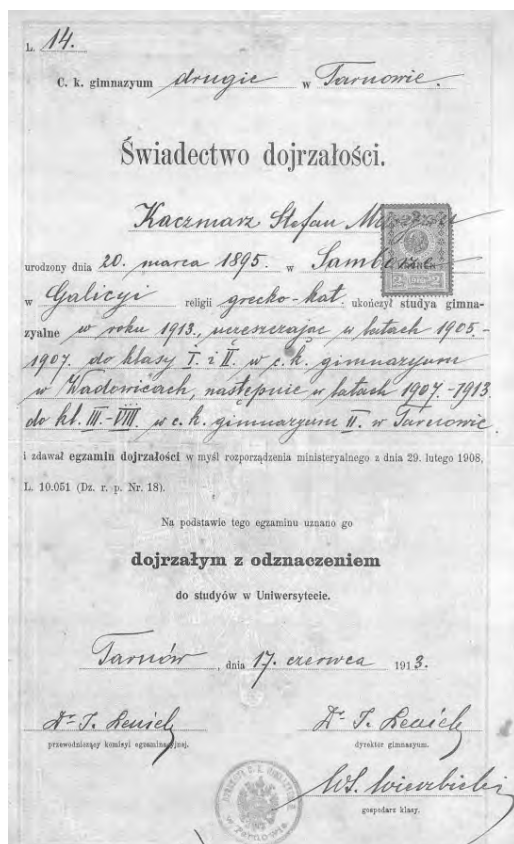 L. 14.
C. k. gimnazyum drugie w Tarnowie.
Świadectwo dojrzałości.
Kaczmarz Stefan
urodzony dnia 20. marca 1895. w Samborze
w Galicyi religii grecko-kat. ukończył studya gimna-
zyalne w roku 1913., uczęszczając w latach 1905.-
1907. do klasy I. i II. w c. k. gimnazyum
w Wadowicach, następnie w latach 1907.-1913.
do kl. III.-VIII. w c. k. gimnazyum II. w Tarnowie
i zdawał egzamin dojrzałości w myśl rozporządzenia ministeryalnego z dnia 29. lutego 1908,
L. 10.051 (Dz. r. p. Nr. 18).
Na podstawie tego egzaminu uznano go
dojrzałym z odznaczeniem
do studyów w Uniwersytecie.
Tarnów, dnia 17. czerwca 1913.
Dr. J.
przewodniczący komisyi egzaminacyjnej.
Dr. J.
dyrektor gimnazyum.
gospodarz klasy.